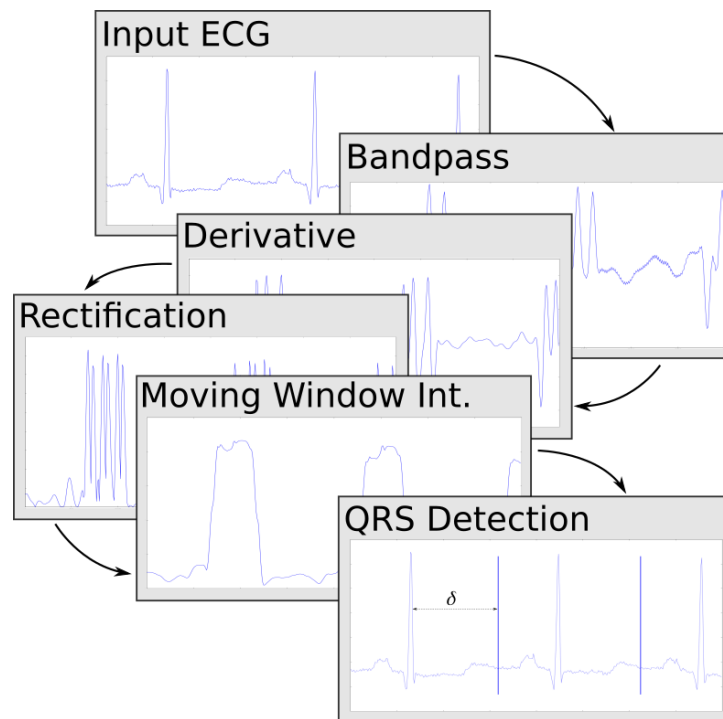 Input ECG
Bandpass
Derivative
Rectification
Moving Window Int.
QRS Detection
δ